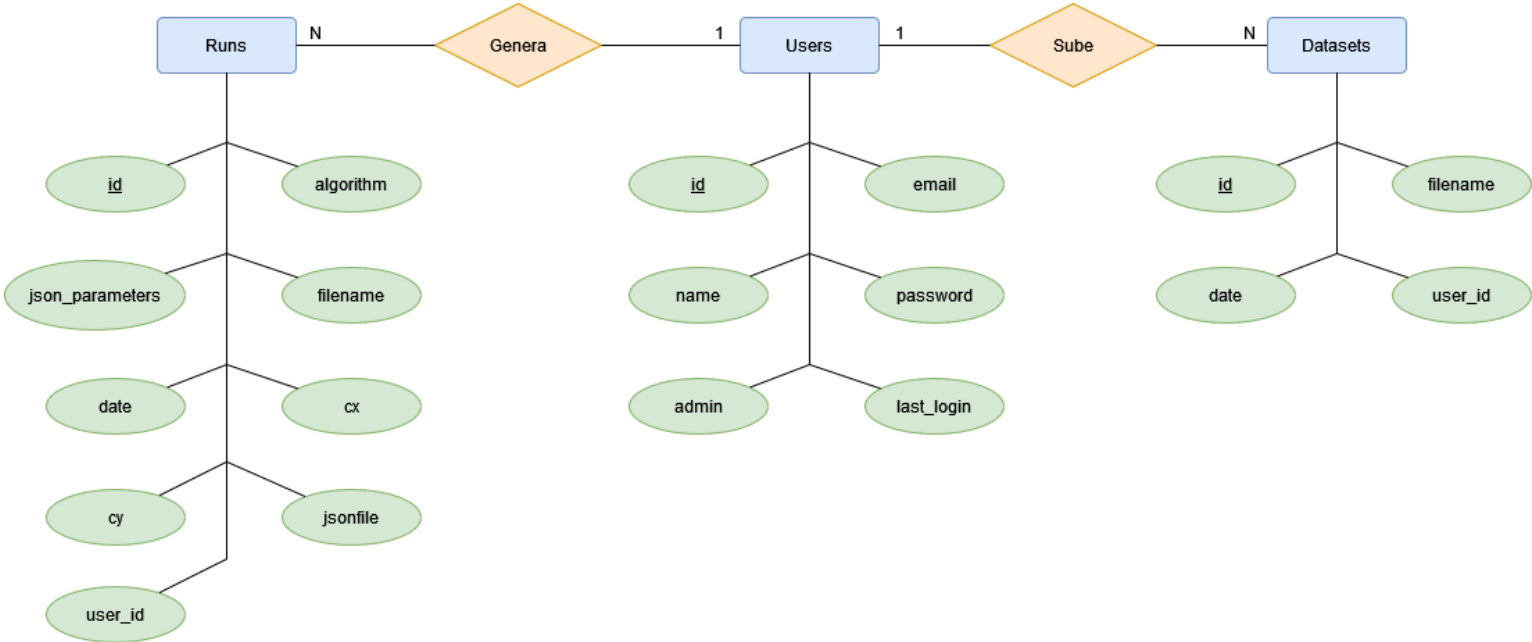 Runs
N
Genera
1
Users
1
Sube
N
Datasets
id
algorithm
id
email
id
filename
json_parameters
filename
name
password
date
user_id
date
cx
admin
last_login
cy
jsonfile
user_id